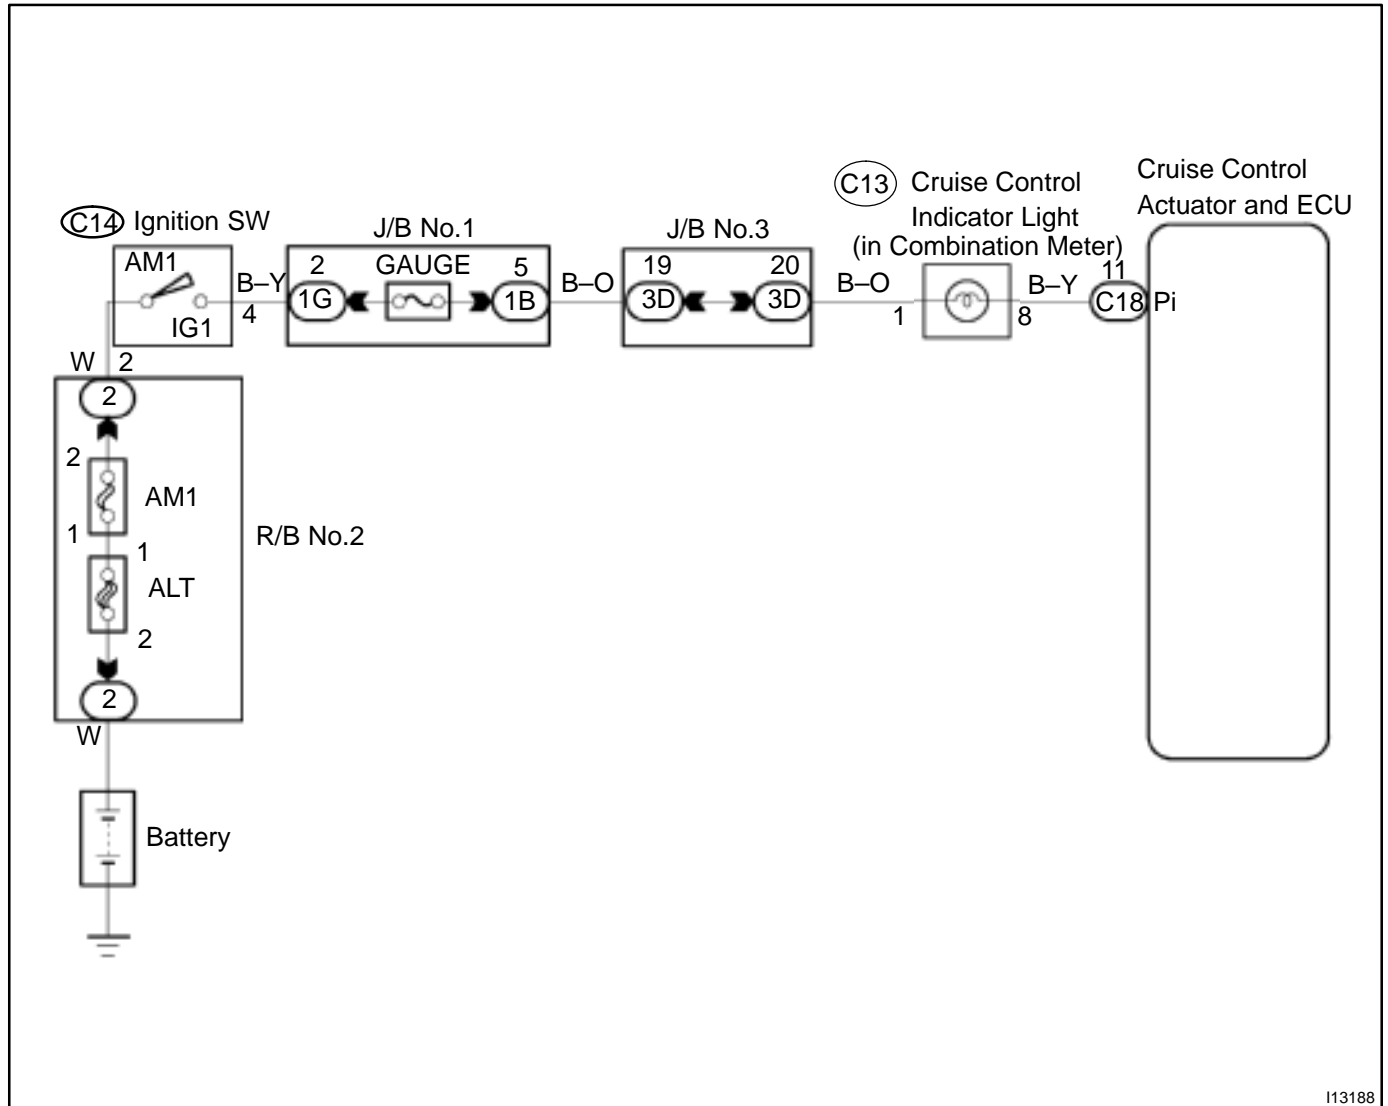 C13 Cruise Control
Indicator Light
(in Combination Meter)
Cruise Control
Actuator and ECU
C14 Ignition SW
J/B No.1
J/B No.3
AM1
IG1
B–Y
4
2
1G
GAUGE
5
1B
B–O
19
3D
20
3D
B–O
1
8
B–Y
11
C18
Pi
W
2
2
2
AM1
1
1
ALT
2
2
R/B No.2
W
Battery
I13188